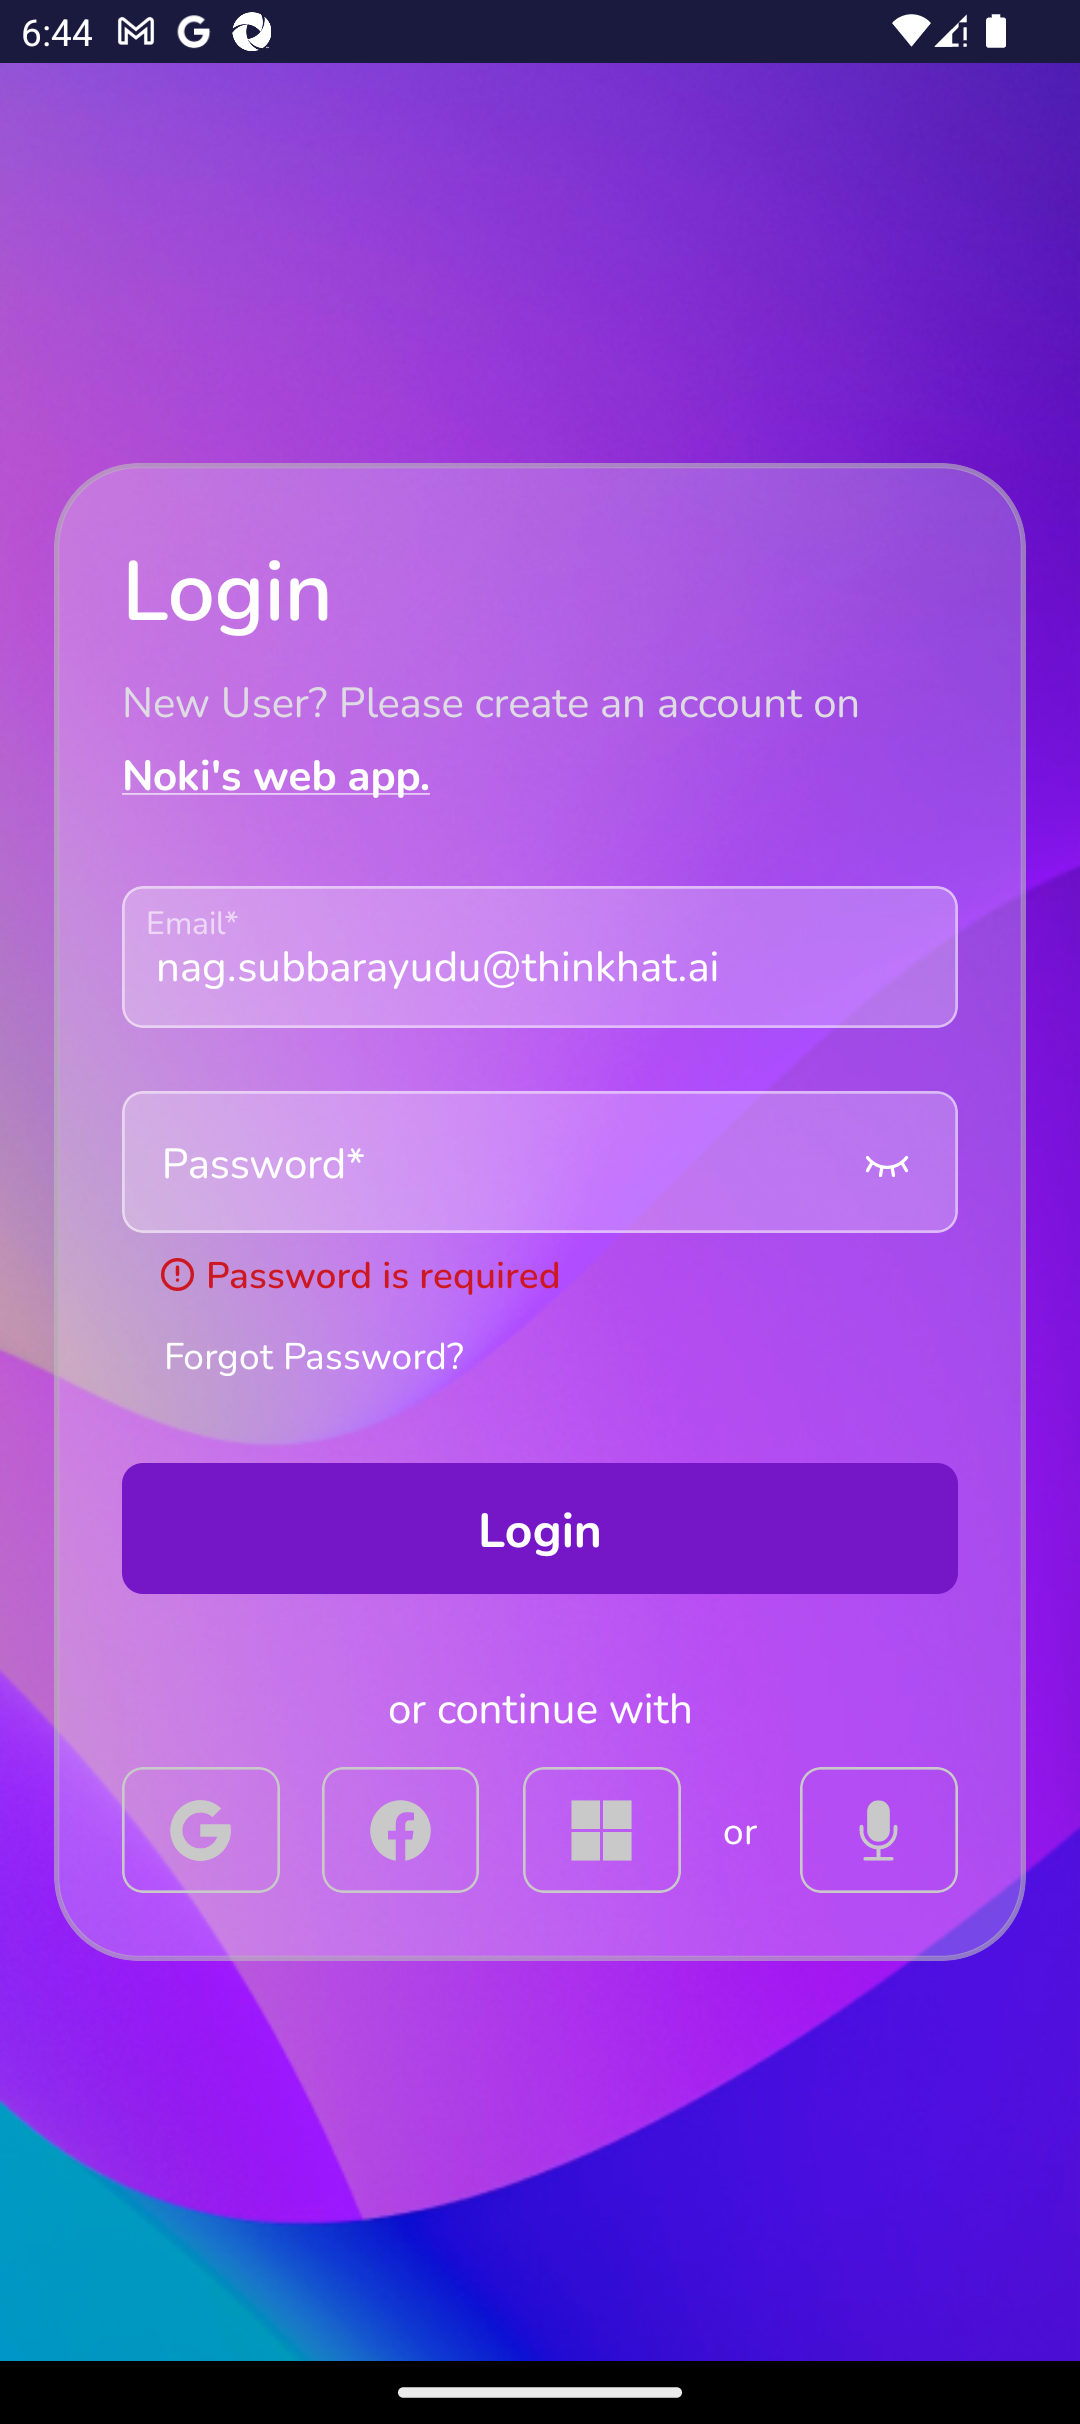 6:44
Login
New User? Please create an account on
Noki's web app.
Email*
nag.subbarayudu@thinkhat.ai
Password*
Password is required
Forgot Password?
Login
or continue with
or